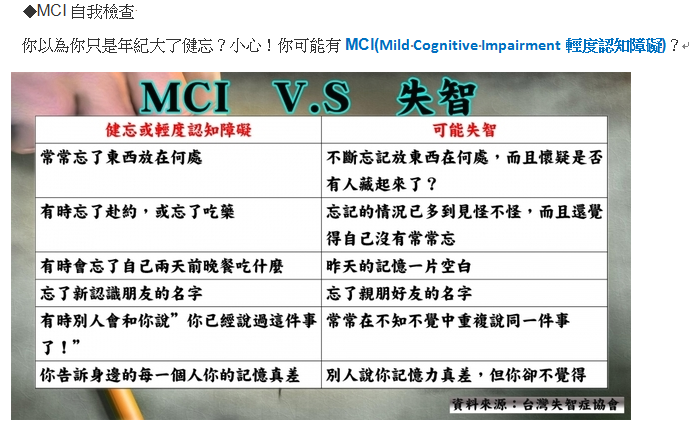 ◆MCI 自我檢查
你以為你只是年紀大了健忘？小心！你可能有 MCI(Mild·Cognitive·Impairment 輕度認知障礙)？
MCI V.S 失智
健忘或輕度認知障礙 可能失智
常常忘了東西放在何處 不斷忘記放東西在何處，而且懷疑是否
有人藏起來了？
有時忘了赴約，或忘了吃藥 忘記的情況已多到見怪不怪，而且還覺
得自己沒有常常忘
有時會忘了自己兩天前晚餐吃什麼 昨天的記憶一片空白
忘了新認識朋友的名字 忘了親朋好友的名字
有時別人會和你說”你已經說過這件事 常常在不知不覺中重複說同一件事
了！”
你告訴身邊的每一個人你的記憶真差 別人說你記憶力真差，但你卻不覺得
資料來源：台灣失智症協會